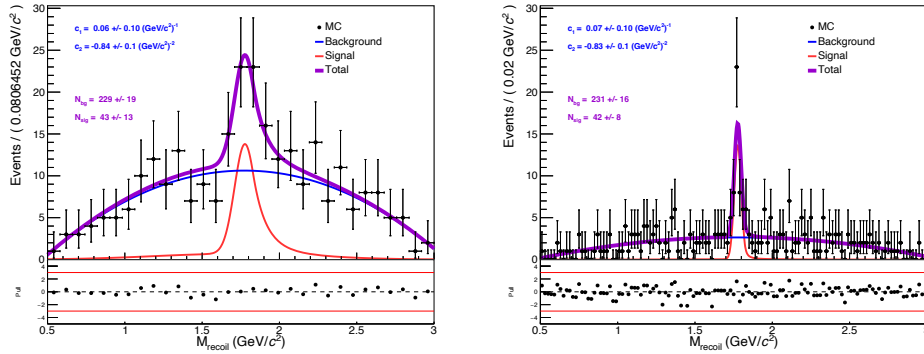 c₁ = 0.06 +/- 0.10 (GeV/c²)⁻¹
c₂ = -0.84 +/- 0.1 (GeV/c²)⁻²
N_bg = 229 +/- 19
N_sig = 43 +/- 13
MC
Background
Signal
Total
Events / ( 0.0806452 GeV/c²)
30
25
20
15
10
5
0
Pull
4
2
0
−2
−4
0.5
1
1.5
2
2.5
3
M_recoil (GeV/c²)
c₁ = 0.07 +/- 0.10 (GeV/c²)⁻¹
c₂ = -0.83 +/- 0.1 (GeV/c²)⁻²
N_bg = 231 +/- 16
N_sig = 42 +/- 8
MC
Background
Signal
Total
Events / ( 0.02 GeV/c²)
30
25
20
15
10
5
0
Pull
4
2
0
−2
−4
0.5
1
1.5
2
2.5
M_recoil (GeV/c²)